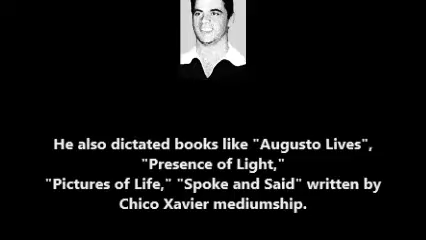 He also dictated books like "Augusto Lives",
"Presence of Light,"
"Pictures of Life," "Spoke and Said" written by
Chico Xavier mediumship.